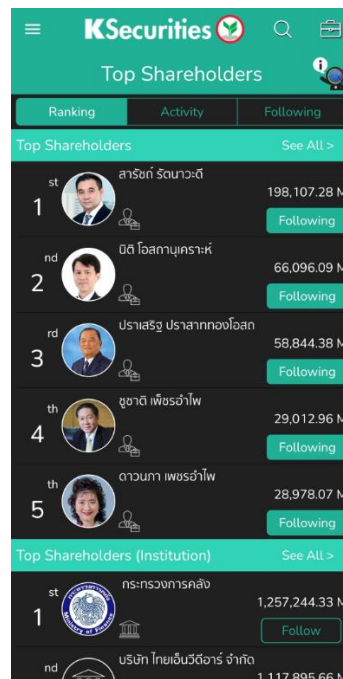 KSecurities
Top Shareholders
Ranking Activity Following
Top Shareholders See All >
1 st สารัชถ์ รัตนาวะดี
198,107.28 M
Following
2 nd นิติ โอสถานุเคราะห์
66,096.09 M
Following
3 rd ปราเสริฐ ปราสาททองโอสถ
58,844.38 M
Following
4 th ชูชาติ เพ็ชรอำไพ
29,012.96 M
Following
5 th ดาวนภา เพชรอำไพ
28,978.07 M
Following
Top Shareholders (Institution) See All >
1 st กระทรวงการคลัง
1,257,244.33 M
Follow
nd บริษัท ไทยเอ็นวีดีอาร์ จำกัด
1,117,895.66 M